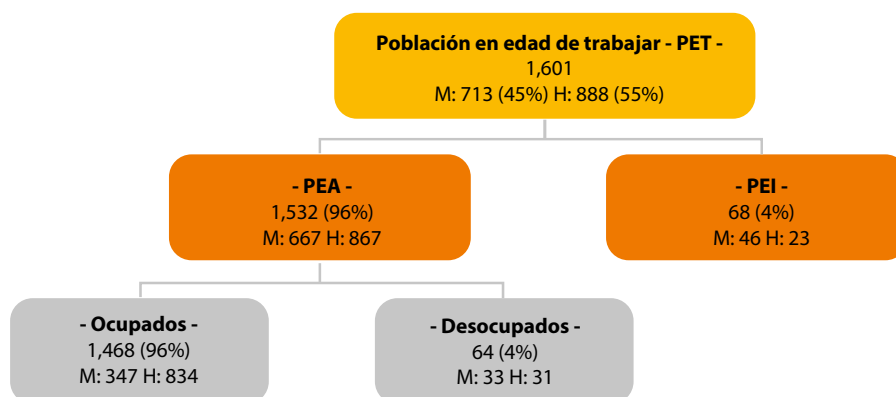 Población en edad de trabajar - PET -
1,601
M: 713 (45%) H: 888 (55%)
- PEA -
1,532 (96%)
M: 667 H: 867
- PEI -
68 (4%)
M: 46 H: 23
- Ocupados -
1,468 (96%)
M: 347 H: 834
- Desocupados -
64 (4%)
M: 33 H: 31